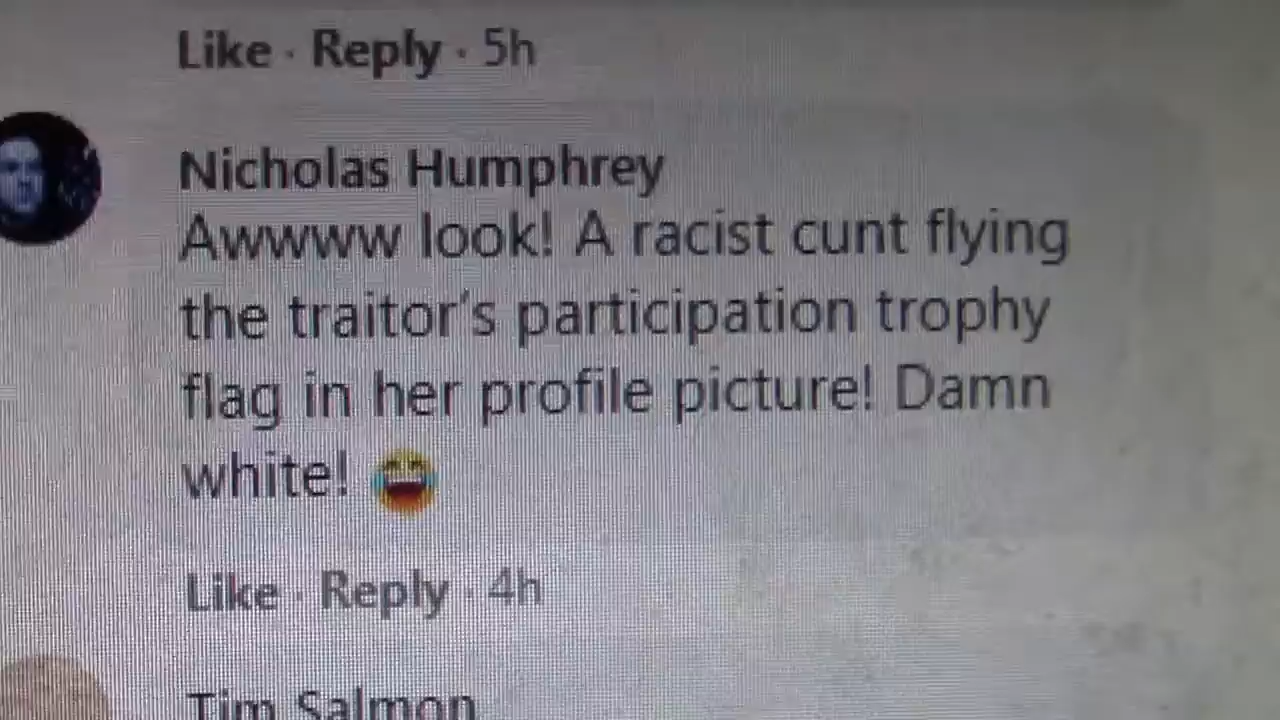 Like · Reply · 5h
Nicholas Humphrey
Awwww look! A racist cunt flying
the traitor's participation trophy
flag in her profile picture! Damn
white! 😂
Like · Reply · 4h
Tim Salmon